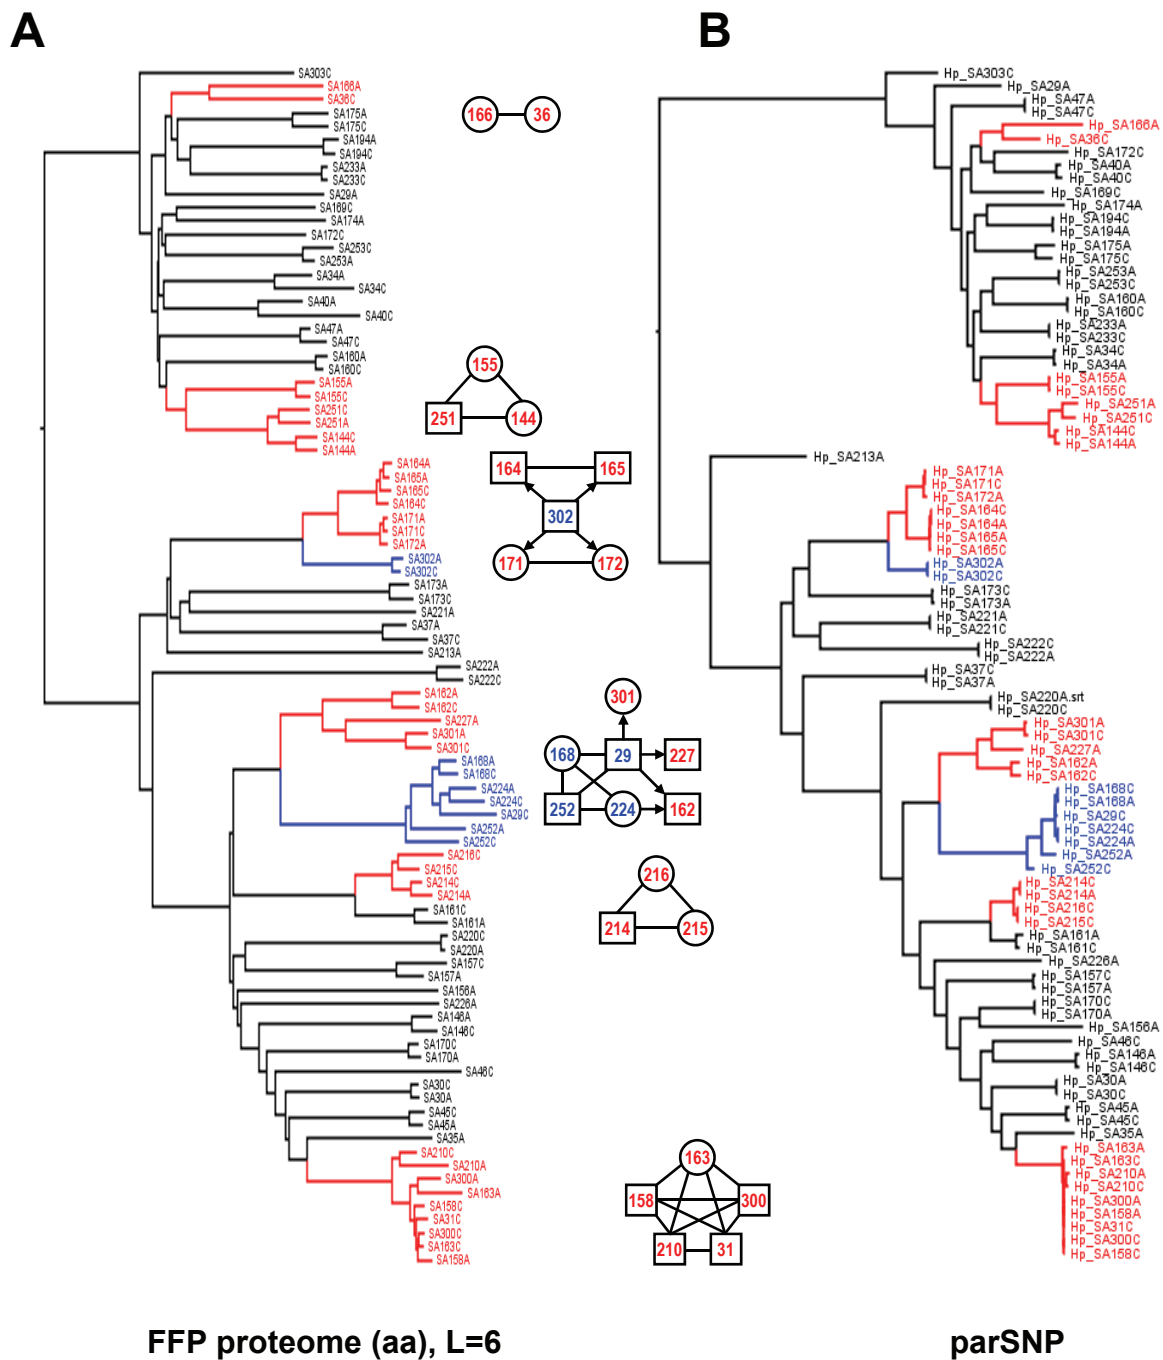 A
B
SA303C
SA166A
SA36C
SA175A
SA175C
SA194A
SA194C
SA233A
SA233C
SA29A
SA169C
SA174A
SA172C
SA253C
SA253A
SA34A
SA34C
SA40A
SA40C
SA47A
SA47C
SA160A
SA160C
SA155A
SA155C
SA251C
SA251A
SA144C
SA144A
SA164A
SA165A
SA165C
SA164C
SA171A
SA171C
SA172A
SA302A
SA302C
SA173A
SA173C
SA221A
SA37A
SA37C
SA213A
SA222A
SA222C
SA162A
SA162C
SA227A
SA301A
SA301C
SA168A
SA168C
SA224A
SA224C
SA29C
SA252A
SA252C
SA216C
SA215C
SA214C
SA214A
SA161C
SA161A
SA220C
SA220A
SA157C
SA157A
SA156A
SA226A
SA146A
SA146C
SA170C
SA170A
SA46C
SA30C
SA30A
SA45C
SA45A
SA35A
SA210C
SA210A
SA300A
SA163A
SA158C
SA31C
SA300C
SA163C
SA158A
166 36
155
251 144
164 165
302
171 172
301
168 29 227
252 224 162
216
214 215
163
158 300
210 31
Hp_SA303C
Hp_SA29A
Hp_SA47A
Hp_SA47C
Hp_SA166A
Hp_SA36C
Hp_SA172C
Hp_SA40A
Hp_SA40C
Hp_SA169C
Hp_SA174A
Hp_SA194C
Hp_SA194A
Hp_SA175A
Hp_SA175C
Hp_SA253A
Hp_SA253C
Hp_SA160A
Hp_SA160C
Hp_SA233A
Hp_SA233C
Hp_SA34C
Hp_SA34A
Hp_SA155A
Hp_SA155C
Hp_SA251A
Hp_SA251C
Hp_SA144C
Hp_SA144A
Hp_SA213A
Hp_SA171A
Hp_SA171C
Hp_SA172A
Hp_SA164C
Hp_SA164A
Hp_SA165A
Hp_SA165C
Hp_SA302A
Hp_SA302C
Hp_SA173C
Hp_SA173A
Hp_SA221A
Hp_SA221C
Hp_SA222C
Hp_SA222A
Hp_SA37C
Hp_SA37A
Hp_SA220A.srt
Hp_SA220C
Hp_SA301A
Hp_SA301C
Hp_SA227A
Hp_SA162A
Hp_SA162C
Hp_SA168C
Hp_SA168A
Hp_SA29C
Hp_SA224C
Hp_SA224A
Hp_SA252A
Hp_SA252C
Hp_SA214C
Hp_SA214A
Hp_SA216C
Hp_SA215C
Hp_SA161A
Hp_SA161C
Hp_SA226A
Hp_SA157C
Hp_SA157A
Hp_SA170C
Hp_SA170A
Hp_SA156A
Hp_SA46C
Hp_SA146A
Hp_SA146C
Hp_SA30A
Hp_SA30C
Hp_SA45A
Hp_SA45C
Hp_SA35A
Hp_SA163A
Hp_SA163C
Hp_SA210A
Hp_SA210C
Hp_SA300A
Hp_SA158A
Hp_SA31C
Hp_SA300C
Hp_SA158C
FFP proteome (aa), L=6
parSNP